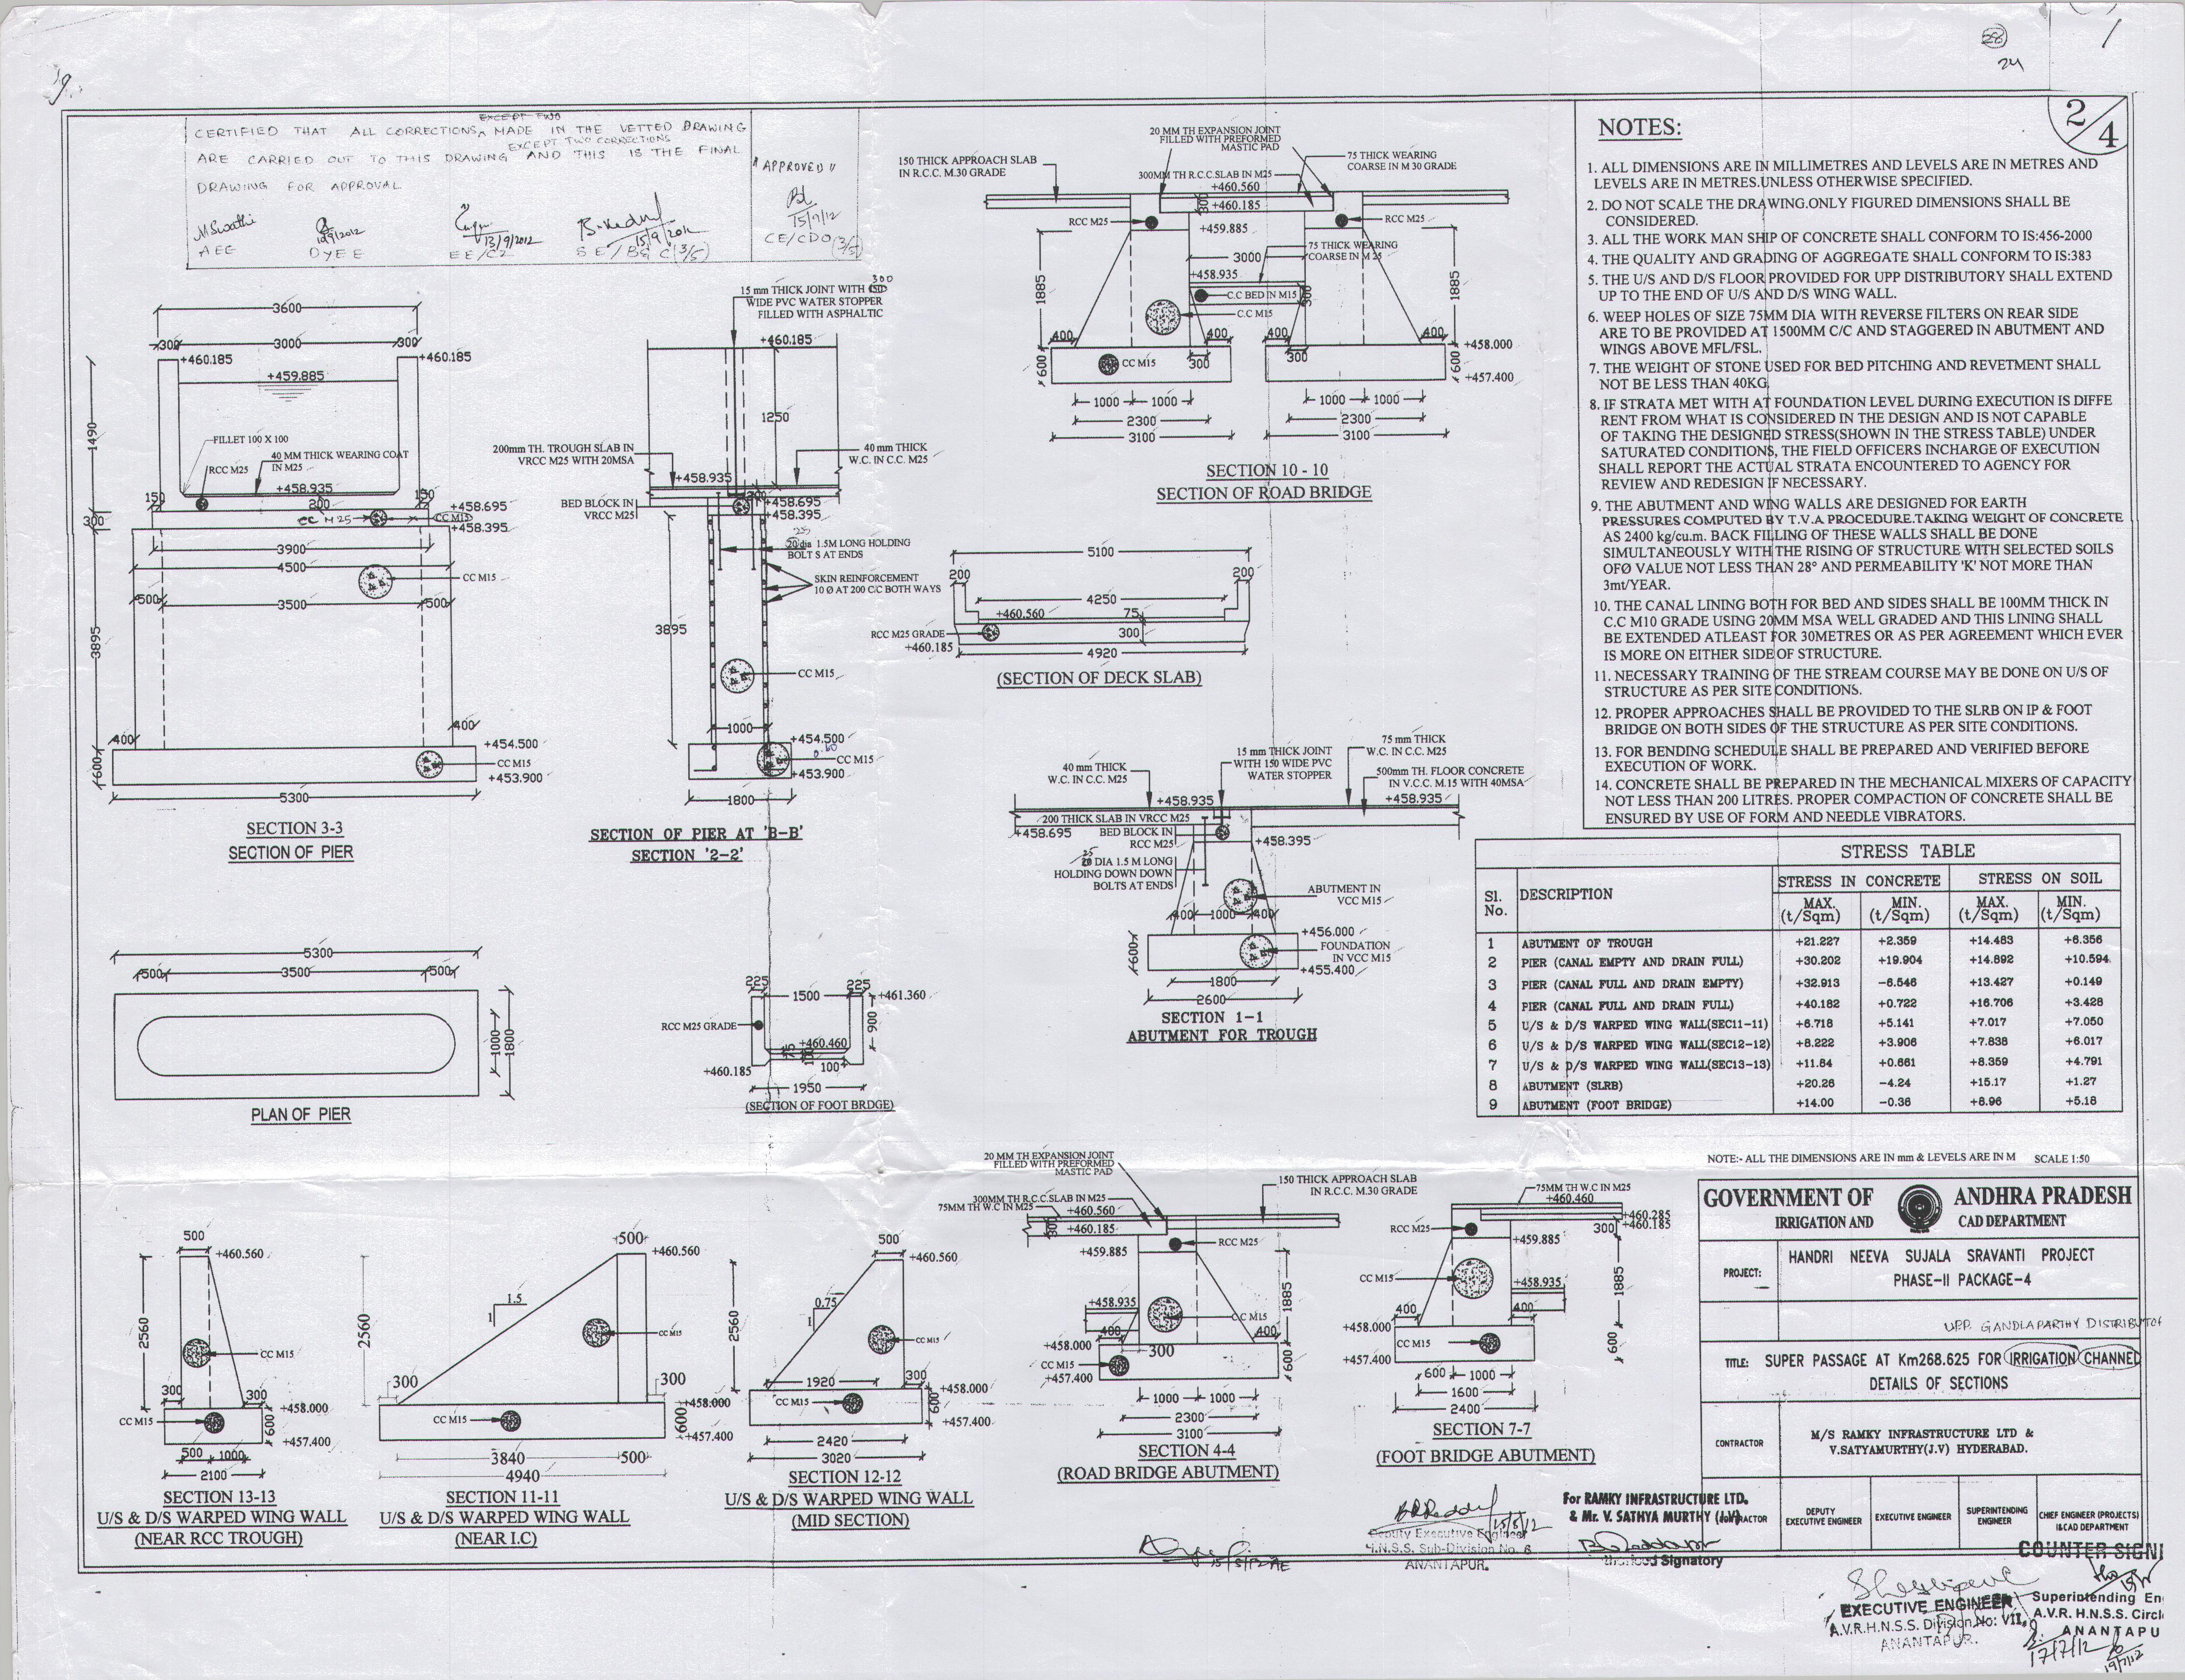 28
24
1
9.
2/4
EXCEPT TWO
CERTIFIED THAT ALL CORRECTIONS MADE IN THE VETTED DRAWING
EXCEPT TWO CORRECTIONS
ARE CARRIED OUT TO THIS DRAWING AND THIS IS THE FINAL
DRAWING FOR APPROVAL
M.Swathi
AEE
12/9/2012
DYEE
13/9/2012
EE/C2
15/9/2012
SE/
"APPROVED"
15/9/12
CE/CDO
3600
300 3000 300
+460.185
+460.185
+459.885
1490
FILLET 100 X 100
40 MM THICK WEARING COAT
IN M25
RCC M25
+458.935
150
200
150
+458.695
300
CC M25
CC M15
+458.395
3900
4500
CC M15
500 3500 500
3895
400
400
+454.500
600
CC M15
+453.900
5300
SECTION 3-3
SECTION OF PIER
300
15 mm THICK JOINT WITH 150
WIDE PVC WATER STOPPER
FILLED WITH ASPHALTIC
+460.185
1250
200mm TH. TROUGH SLAB IN
VRCC M25 WITH 20MSA
40 mm THICK
W.C. IN C.C. M25
+458.935
BED BLOCK IN
VRCC M25
+458.695
+458.395
25
20 dia 1.5M LONG HOLDING
BOLT S AT ENDS
SKIN REINFORCEMENT
10 Ø AT 200 C/C BOTH WAYS
3895
CC M15
1000
+454.500
CC M15
+453.900
1800
SECTION OF PIER AT 'B-B'
SECTION '2-2'
20 MM TH EXPANSION JOINT
FILLED WITH PREFORMED
MASTIC PAD
150 THICK APPROACH SLAB
IN R.C.C. M.30 GRADE
75 THICK WEARING
COARSE IN M 30 GRADE
300MM TH R.C.C.SLAB IN M25
+460.560
300
+460.185
RCC M25
RCC M25
+459.885
75 THICK WEARING
COARSE IN M 25
3000
+458.935
C.C BED IN M15
300
C.C M15
1885
1885
400
400
400
400
+458.000
600
CC M15
300
300
600
+457.400
1000 1000
1000 1000
2300
2300
3100
3100
SECTION 10 - 10
SECTION OF ROAD BRIDGE
5100
200
200
4250
+460.560
75
RCC M25 GRADE
300
+460.185
4920
(SECTION OF DECK SLAB)
40 mm THICK
W.C. IN C.C. M25
15 mm THICK JOINT
WITH 150 WIDE PVC
WATER STOPPER
75 mm THICK
W.C. IN C.C. M25
500mm TH. FLOOR CONCRETE
IN V.C.C. M.15 WITH 40MSA
+458.935
+458.935
200 THICK SLAB IN VRCC M25
+458.695
BED BLOCK IN
RCC M25
+458.395
25
20 DIA 1.5 M LONG
HOLDING DOWN DOWN
BOLTS AT ENDS
ABUTMENT IN
VCC M15
400 1000 400
+456.000
600
FOUNDATION
IN VCC M15
+455.400
1800
2600
SECTION 1-1
ABUTMENT FOR TROUGH
5300
500 3500 500
1000
1800
PLAN OF PIER
225
225
1500
+461.360
RCC M25 GRADE
900
+460.460
75
100
100
+460.185
1950
(SECTION OF FOOT BRDGE)
NOTES:
1. ALL DIMENSIONS ARE IN MILLIMETRES AND LEVELS ARE IN METRES AND
LEVELS ARE IN METRES.UNLESS OTHERWISE SPECIFIED.
2. DO NOT SCALE THE DRAWING.ONLY FIGURED DIMENSIONS SHALL BE
CONSIDERED.
3. ALL THE WORK MAN SHIP OF CONCRETE SHALL CONFORM TO IS:456-2000
4. THE QUALITY AND GRADING OF AGGREGATE SHALL CONFORM TO IS:383
5. THE U/S AND D/S FLOOR PROVIDED FOR UPP DISTRIBUTORY SHALL EXTEND
UP TO THE END OF U/S AND D/S WING WALL.
6. WEEP HOLES OF SIZE 75MM DIA WITH REVERSE FILTERS ON REAR SIDE
ARE TO BE PROVIDED AT 1500MM C/C AND STAGGERED IN ABUTMENT AND
WINGS ABOVE MFL/FSL.
7. THE WEIGHT OF STONE USED FOR BED PITCHING AND REVETMENT SHALL
NOT BE LESS THAN 40KG
8. IF STRATA MET WITH AT FOUNDATION LEVEL DURING EXECUTION IS DIFFE
RENT FROM WHAT IS CONSIDERED IN THE DESIGN AND IS NOT CAPABLE
OF TAKING THE DESIGNED STRESS(SHOWN IN THE STRESS TABLE) UNDER
SATURATED CONDITIONS, THE FIELD OFFICERS INCHARGE OF EXECUTION
SHALL REPORT THE ACTUAL STRATA ENCOUNTERED TO AGENCY FOR
REVIEW AND REDESIGN IF NECESSARY.
9. THE ABUTMENT AND WING WALLS ARE DESIGNED FOR EARTH
PRESSURES COMPUTED BY T.V.A PROCEDURE.TAKING WEIGHT OF CONCRETE
AS 2400 kg/cu.m. BACK FILLING OF THESE WALLS SHALL BE DONE
SIMULTANEOUSLY WITH THE RISING OF STRUCTURE WITH SELECTED SOILS
OFØ VALUE NOT LESS THAN 28° AND PERMEABILITY 'K' NOT MORE THAN
3mt/YEAR.
10. THE CANAL LINING BOTH FOR BED AND SIDES SHALL BE 100MM THICK IN
C.C M10 GRADE USING 20MM MSA WELL GRADED AND THIS LINING SHALL
BE EXTENDED ATLEAST FOR 30METRES OR AS PER AGREEMENT WHICH EVER
IS MORE ON EITHER SIDE OF STRUCTURE.
11. NECESSARY TRAINING OF THE STREAM COURSE MAY BE DONE ON U/S OF
STRUCTURE AS PER SITE CONDITIONS.
12. PROPER APPROACHES SHALL BE PROVIDED TO THE SLRB ON IP & FOOT
BRIDGE ON BOTH SIDES OF THE STRUCTURE AS PER SITE CONDITIONS.
13. FOR BENDING SCHEDULE SHALL BE PREPARED AND VERIFIED BEFORE
EXECUTION OF WORK.
14. CONCRETE SHALL BE PREPARED IN THE MECHANICAL MIXERS OF CAPACITY
NOT LESS THAN 200 LITRES. PROPER COMPACTION OF CONCRETE SHALL BE
ENSURED BY USE OF FORM AND NEEDLE VIBRATORS.
STRESS TABLE
Sl. No. DESCRIPTION STRESS IN CONCRETE STRESS ON SOIL
MAX. (t/Sqm) MIN. (t/Sqm) MAX. (t/Sqm) MIN. (t/Sqm)
1 ABUTMENT OF TROUGH +21.227 +2.359 +14.483 +6.356
2 PIER (CANAL EMPTY AND DRAIN FULL) +30.202 +19.904 +14.892 +10.594
3 PIER (CANAL FULL AND DRAIN EMPTY) +32.913 -6.546 +13.427 +0.149
4 PIER (CANAL FULL AND DRAIN FULL) +40.182 +0.722 +16.706 +3.428
5 U/S & D/S WARPED WING WALL(SEC11-11) +6.718 +5.141 +7.017 +7.050
6 U/S & D/S WARPED WING WALL(SEC12-12) +8.222 +3.906 +7.838 +6.017
7 U/S & D/S WARPED WING WALL(SEC13-13) +11.84 +0.661 +8.359 +4.791
8 ABUTMENT (SLRB) +20.26 -4.24 +15.17 +1.27
9 ABUTMENT (FOOT BRIDGE) +14.00 -0.36 +8.96 +5.18
NOTE:- ALL THE DIMENSIONS ARE IN mm & LEVELS ARE IN M SCALE 1:50
500
+460.560
2560
CC M15
300
300
+458.000
CC M15
600
+457.400
500 1000
2100
SECTION 13-13
U/S & D/S WARPED WING WALL
(NEAR RCC TROUGH)
500
+460.560
1.5
1
2560
CC M15
300
300
+458.000
CC M15
600
+457.400
3840 500
4940
SECTION 11-11
U/S & D/S WARPED WING WALL
(NEAR I.C)
500
+460.560
0.75
1
2560
CC M15
1920
300
+458.000
CC M15
600
+457.400
2420
3020
SECTION 12-12
U/S & D/S WARPED WING WALL
(MID SECTION)
20 MM TH EXPANSION JOINT
FILLED WITH PREFORMED
MASTIC PAD
150 THICK APPROACH SLAB
IN R.C.C. M.30 GRADE
300MM TH R.C.C.SLAB IN M25
75MM TH W.C IN M25
+460.560
300
+460.185
RCC M25
+459.885
1885
+458.935
C.C M15
400
400
+458.000
300
CC M15
600
+457.400
1000 1000
2300
3100
SECTION 4-4
(ROAD BRIDGE ABUTMENT)
75MM TH W.C IN M25
+460.460
+460.285
RCC M25
300
+460.185
+459.885
CC M15
+458.935
1885
400
400
+458.000
CC M15
600
+457.400
600 1000
1600
2400
SECTION 7-7
(FOOT BRIDGE ABUTMENT)
GOVERNMENT OF ANDHRA PRADESH
IRRIGATION AND CAD DEPARTMENT
PROJECT:
HANDRI NEEVA SUJALA SRAVANTI PROJECT
PHASE-II PACKAGE-4
UPP. GANDLAPARTHY DISTRIBUTOR
TITLE: SUPER PASSAGE AT Km268.625 FOR IRRIGATION CHANNEL
DETAILS OF SECTIONS
CONTRACTOR
M/S RAMKY INFRASTRUCTURE LTD &
V.SATYAMURTHY(J.V) HYDERABAD.
DEPUTY
EXECUTIVE ENGINEER
EXECUTIVE ENGINEER
SUPERINTENDING
ENGINEER
CHIEF ENGINEER (PROJECTS)
I&CAD DEPARTMENT
For RAMKY INFRASTRUCTURE LTD.
& Mr. V. SATHYA MURTHY (JV)
Signatory
15/5/12
Deputy Executive Engineer
H.N.S.S. Sub-Division No. 6
ANANTAPUR.
15/5/12 AE
COUNTER SIGN
EXECUTIVE ENGINEER
A.V.R.H.N.S.S. Division No: VII,
ANANTAPUR.
Superintending En
A.V.R. H.N.S.S. Circl
ANANTAPU
17/7/12
19/7/12